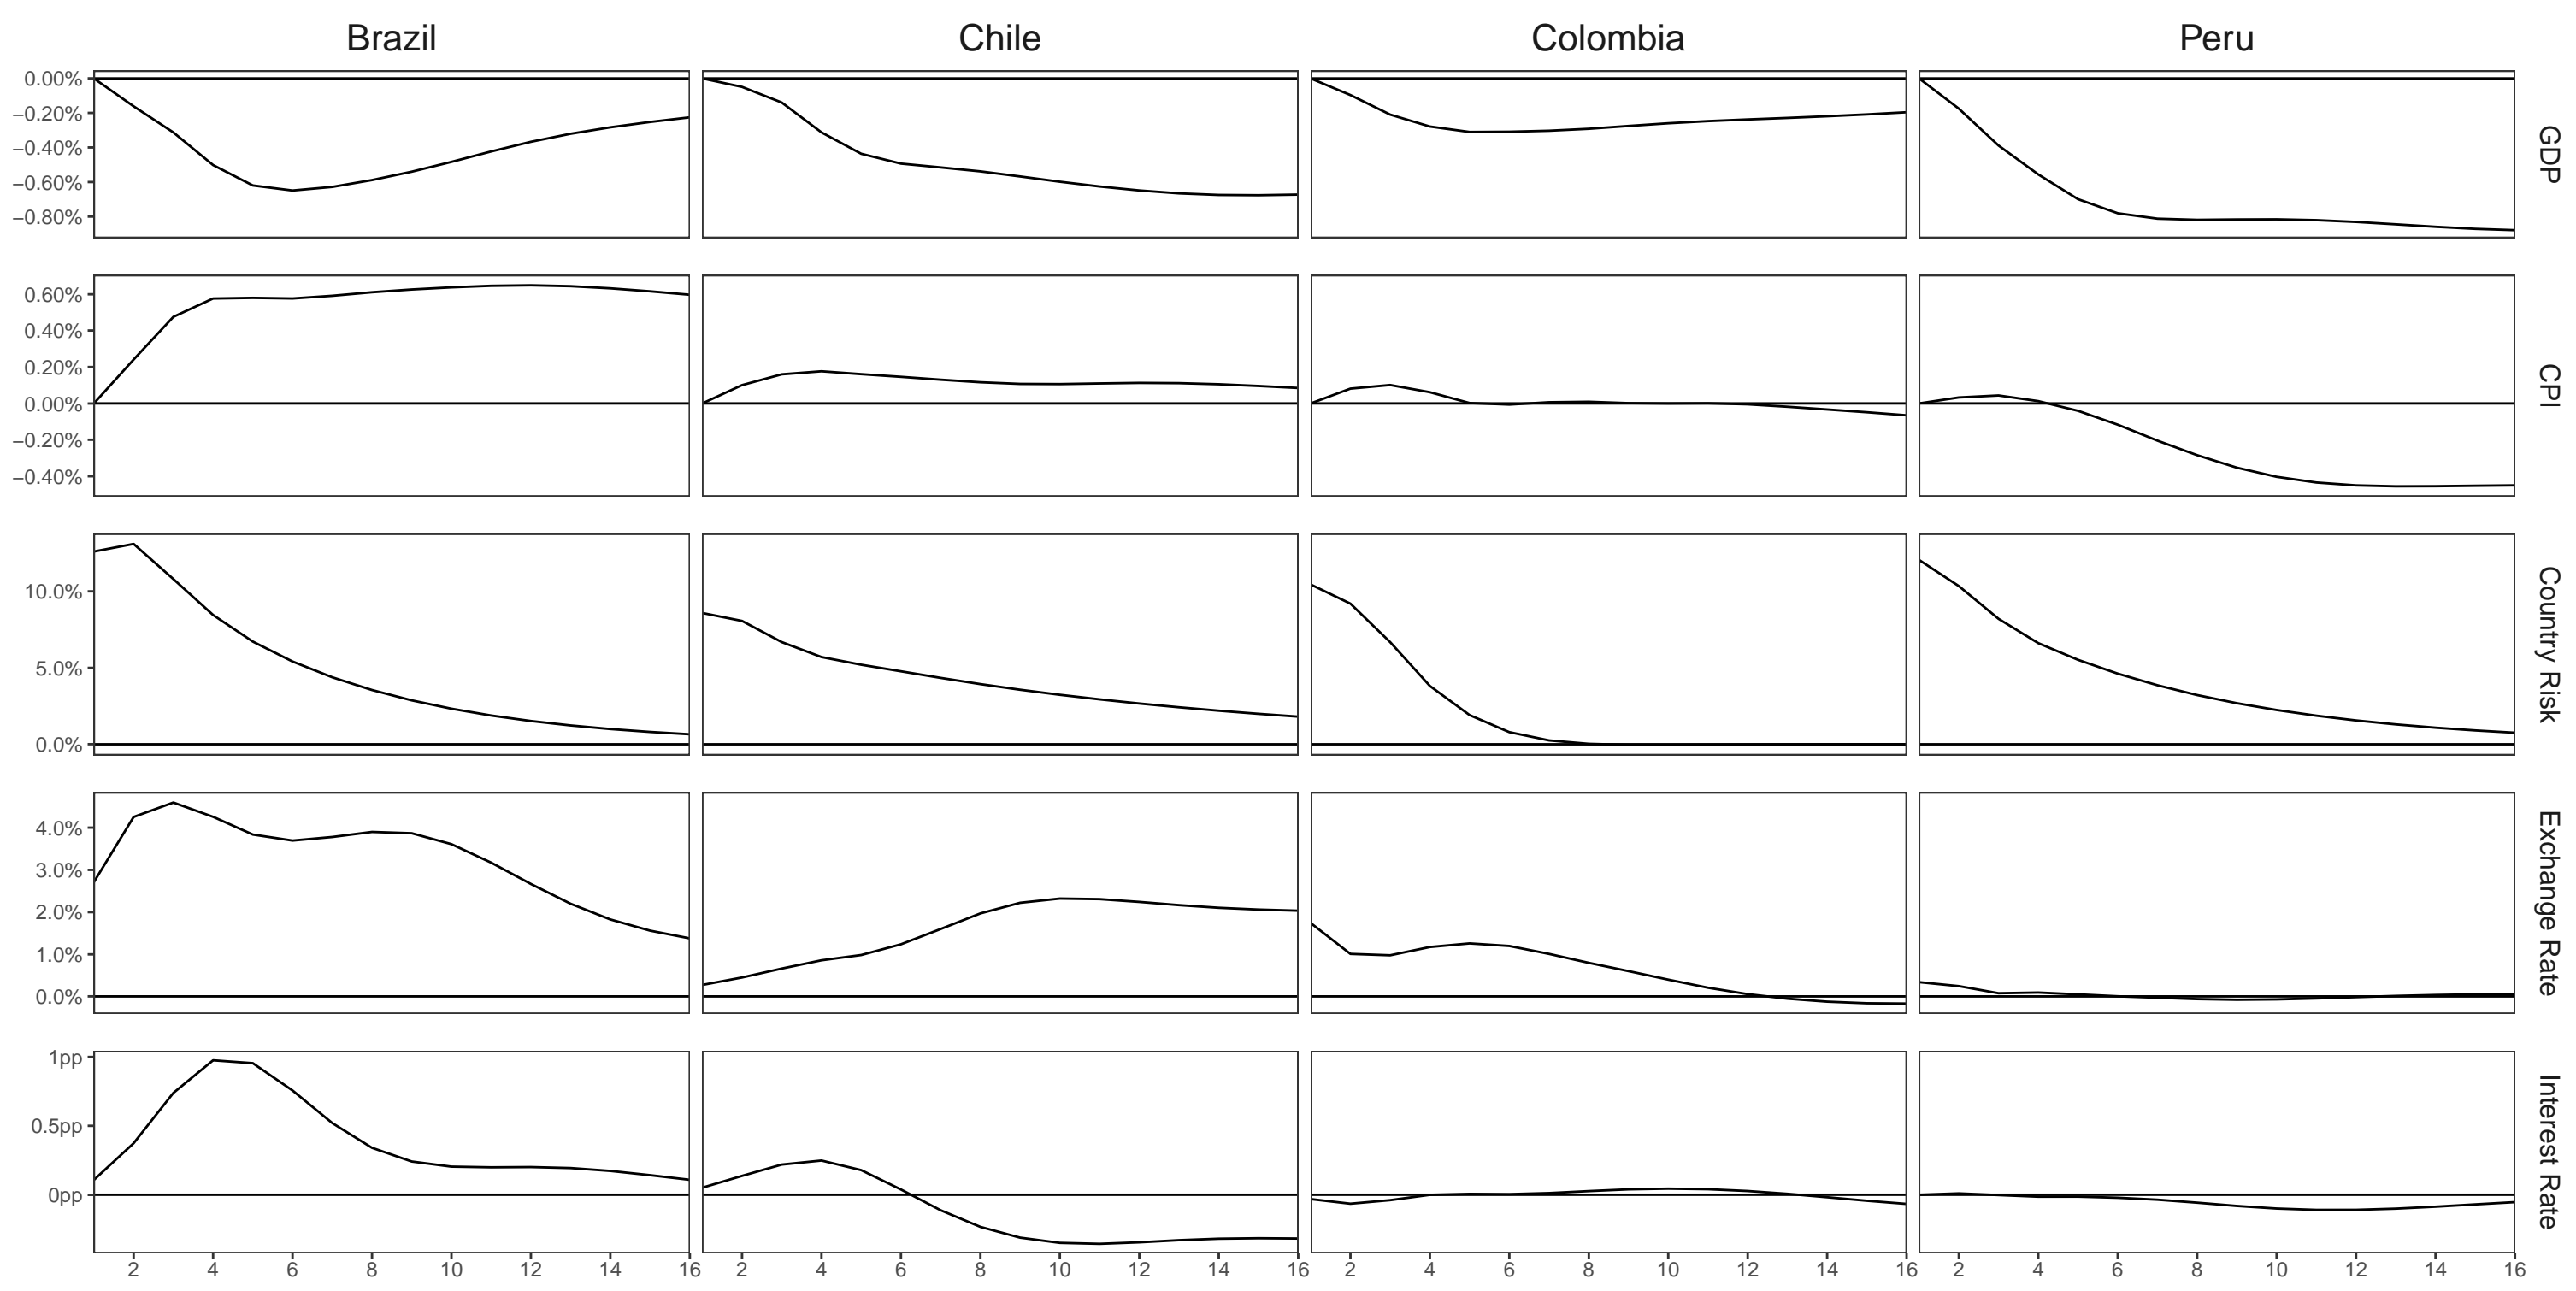 Brazil Chile Colombia Peru
0.00%
−0.20%
−0.40%
−0.60%
−0.80%
GDP
0.60%
0.40%
0.20%
0.00%
−0.20%
−0.40%
CPI
10.0%
5.0%
0.0%
Country Risk
4.0%
3.0%
2.0%
1.0%
0.0%
Exchange Rate
1pp
0.5pp
0pp
Interest Rate
2 4 6 8 10 12 14 16 2 4 6 8 10 12 14 16 2 4 6 8 10 12 14 16 2 4 6 8 10 12 14 16